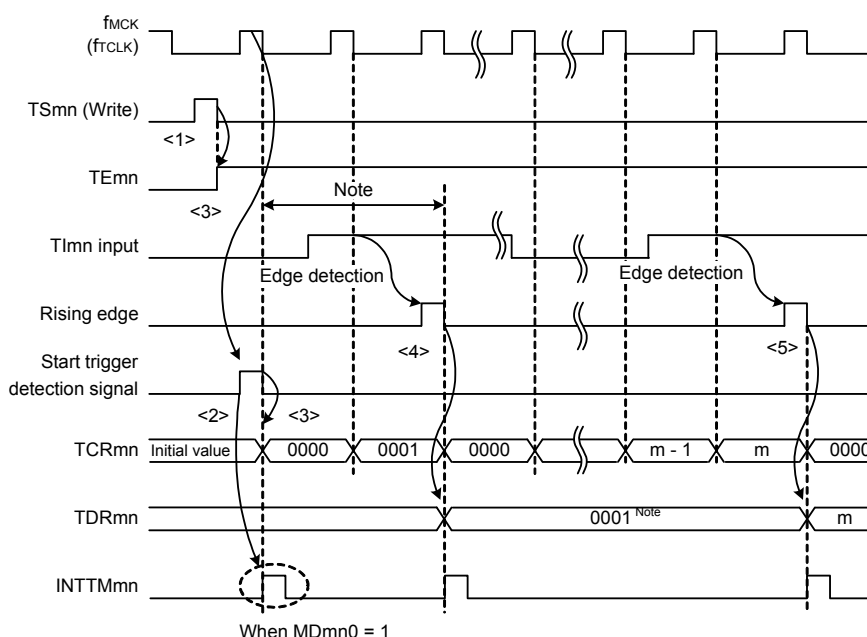 fMCK
(fTCLK)
TSmn (Write)
<1>
TEmn
<3>
Note
TImn input
Edge detection
Edge detection
Rising edge
<4>
<5>
Start trigger
detection signal
<2>
<3>
TCRmn
Initial value
0000
0001
0000
m - 1
m
0000
TDRmn
0001 Note
m
INTTMmn
When MDmn0 = 1